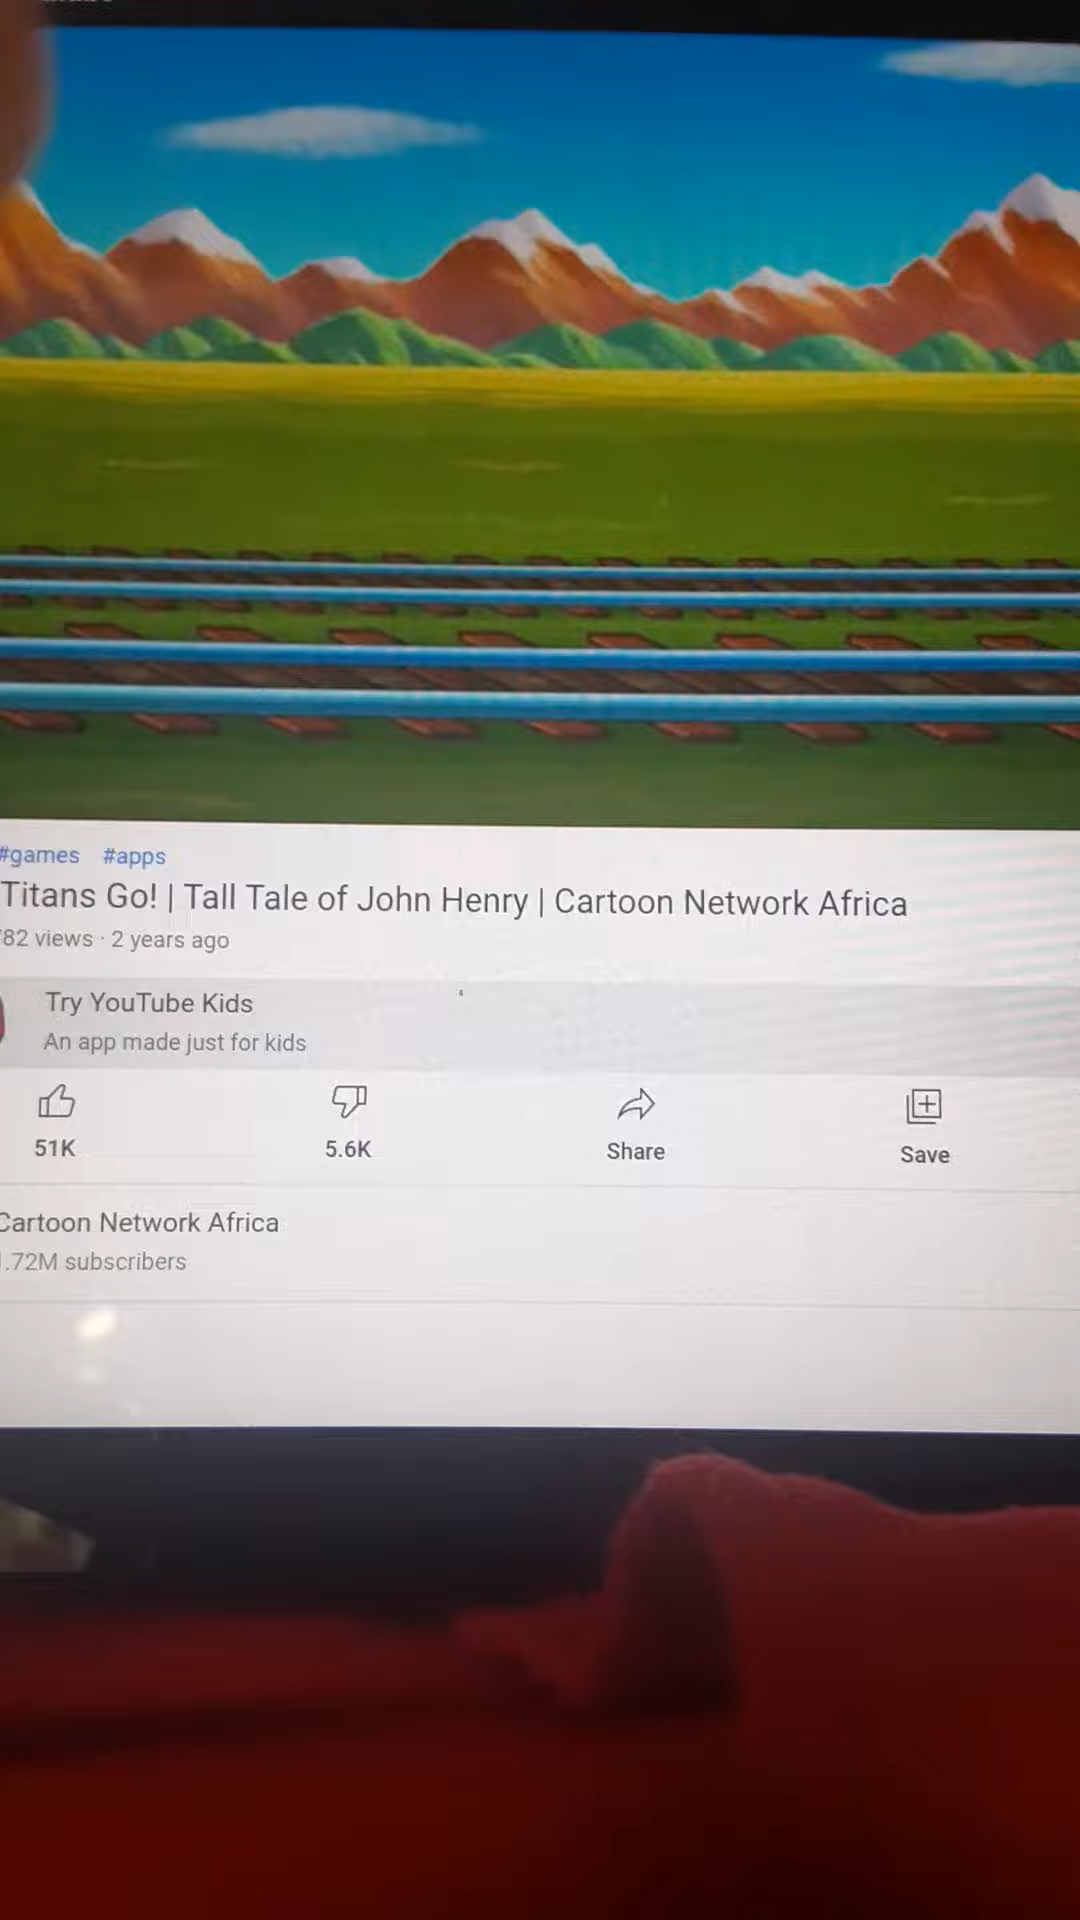 #games #apps
Titans Go! | Tall Tale of John Henry | Cartoon Network Africa
82 views · 2 years ago
Try YouTube Kids
An app made just for kids
51K
5.6K
Share
Save
Cartoon Network Africa
.72M subscribers